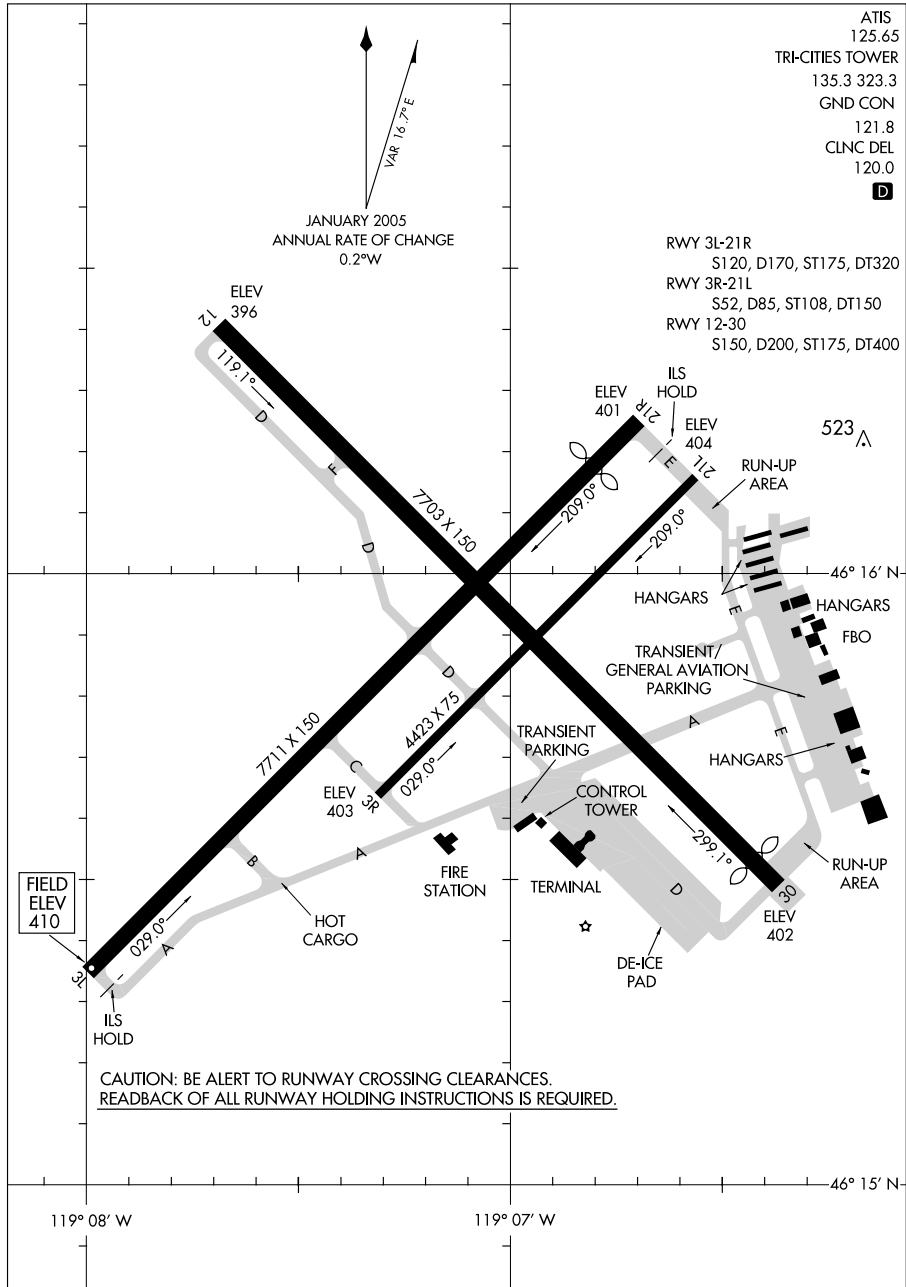 ATIS
125.65
TRI-CITIES TOWER
135.3 323.3
GND CON
121.8
CLNC DEL
120.0
D
VAR 16.7° E
JANUARY 2005
ANNUAL RATE OF CHANGE
0.2°W
RWY 3L-21R
S120, D170, ST175, DT320
RWY 3R-21L
S52, D85, ST108, DT150
RWY 12-30
S150, D200, ST175, DT400
ELEV
396
12
119.1°
D
F
D
7703 X 150
ELEV
401
21R
ILS
HOLD
ELEV
404
E
21L
523
RUN-UP
AREA
209.0°
209.0°
46° 16' N
HANGARS
E
HANGARS
FBO
TRANSIENT/
GENERAL AVIATION
PARKING
D
A
E
4423 X 75
TRANSIENT
PARKING
7711 X 150
HANGARS
C
029.0°
ELEV
403
3R
CONTROL
TOWER
299.1°
A
B
FIRE
STATION
TERMINAL
D
RUN-UP
AREA
30
ELEV
402
FIELD
ELEV
410
029.0°
HOT
CARGO
A
DE-ICE
PAD
3L
ILS
HOLD
CAUTION: BE ALERT TO RUNWAY CROSSING CLEARANCES.
READBACK OF ALL RUNWAY HOLDING INSTRUCTIONS IS REQUIRED.
46° 15' N
119° 08' W
119° 07' W